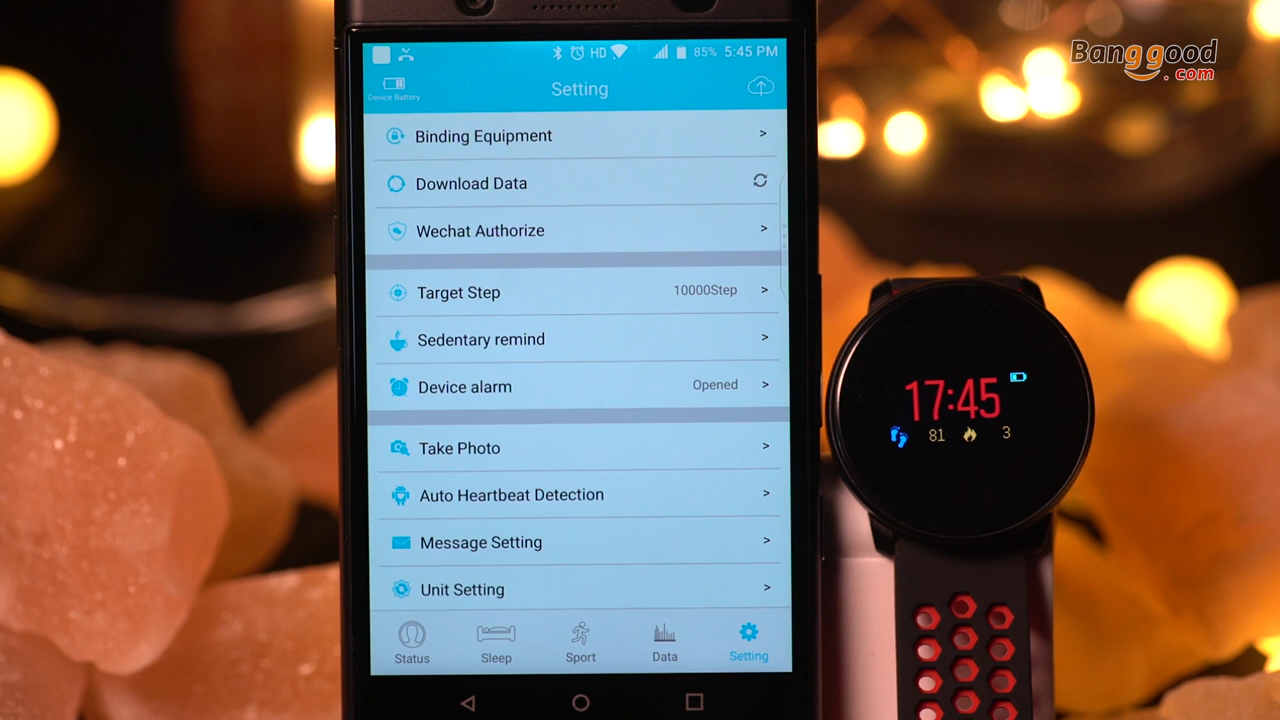 HD 85% 5:45 PM
Device Battery
Setting
Binding Equipment >
Download Data
Wechat Authorize >
Target Step 10000Step >
Sedentary remind >
Device alarm Opened >
Take Photo >
Auto Heartbeat Detection >
Message Setting >
Unit Setting >
Status Sleep Sport Data Setting
Banggood
.com
17:45
81 3